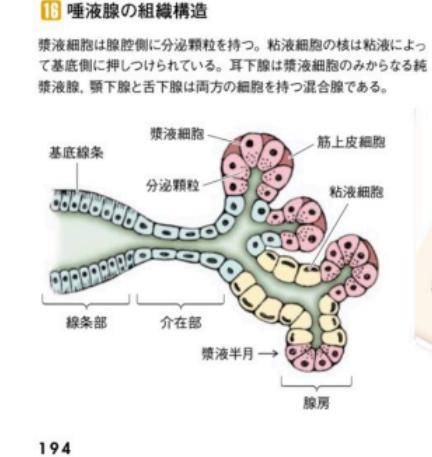 16 唾液腺の組織構造
漿液細胞は腺腔側に分泌顆粒を持つ。粘液細胞の核は粘液によっ
て基底側に押しつけられている。耳下腺は漿液細胞のみからなる純
漿液腺，顎下腺と舌下腺は両方の細胞を持つ混合腺である。
漿液細胞
筋上皮細胞
基底線条
分泌顆粒
粘液細胞
線条部
介在部
漿液半月
腺房
194